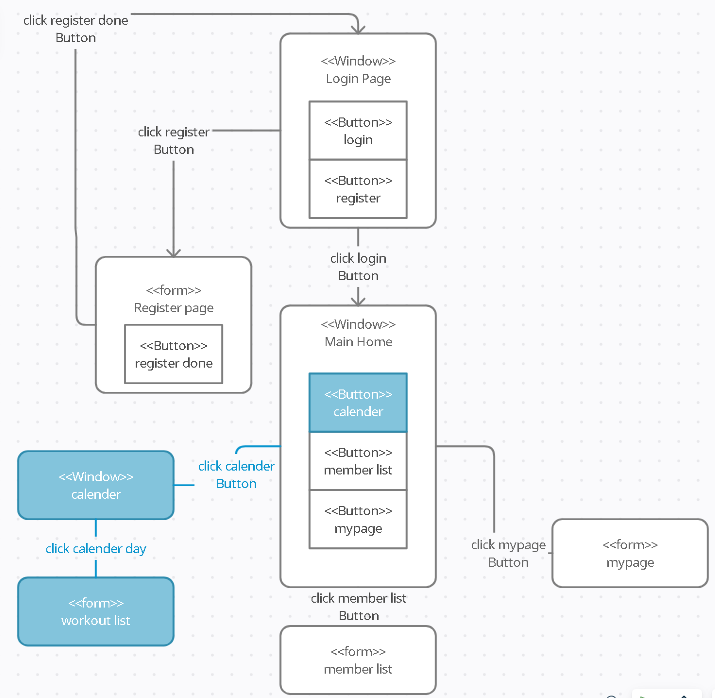 click register done
Button
<<Window>>
Login Page
<<Button>>
login
<<Button>>
register
click register
Button
click login
Button
<<form>>
Register page
<<Button>>
register done
<<Window>>
Main Home
<<Button>>
calender
<<Button>>
member list
<<Button>>
mypage
click calender
Button
<<Window>>
calender
click calender day
<<form>>
workout list
click mypage
Button
<<form>>
mypage
click member list
Button
<<form>>
member list